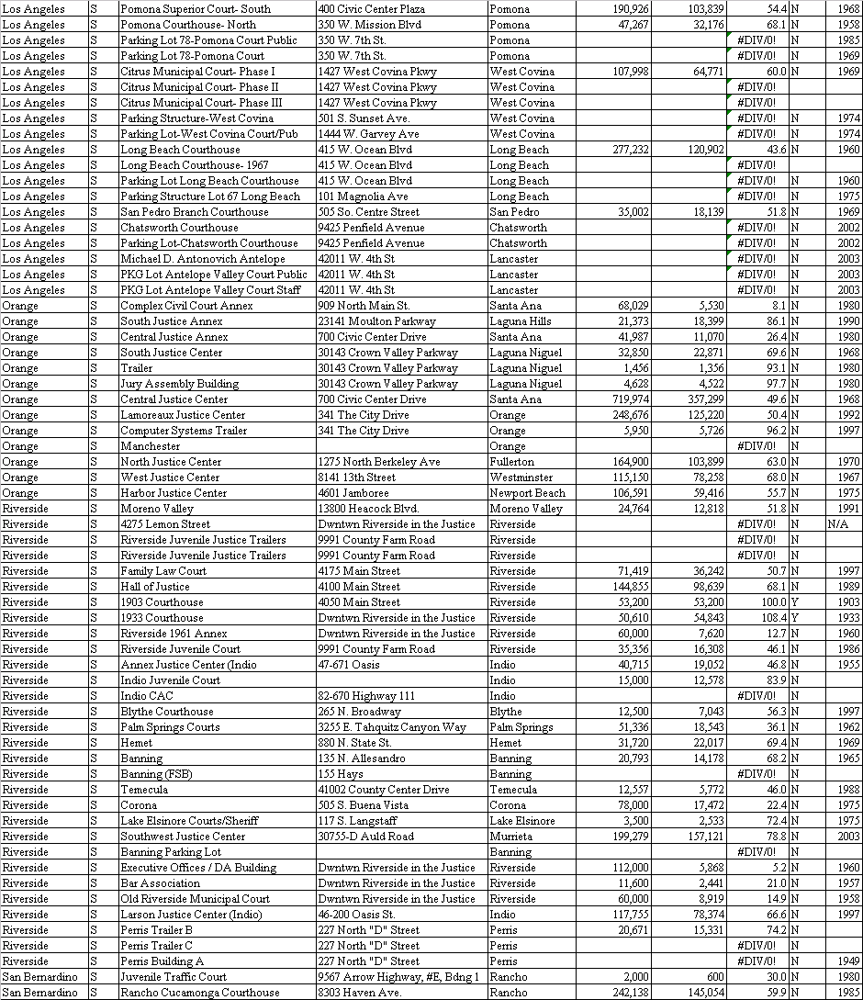 Los Angeles S Pomona Superior Court- South 400 Civic Center Plaza Pomona 190,926 103,839 54.4 N 1968
Los Angeles S Pomona Courthouse- North 350 W. Mission Blvd Pomona 47,267 32,176 68.1 N 1958
Los Angeles S Parking Lot 78-Pomona Court Public 350 W. 7th St. Pomona #DIV/0! N 1985
Los Angeles S Parking Lot 78-Pomona Court 350 W. 7th St. Pomona #DIV/0! N 1969
Los Angeles S Citrus Municipal Court- Phase I 1427 West Covina Pkwy West Covina 107,998 64,771 60.0 N 1969
Los Angeles S Citrus Municipal Court- Phase II 1427 West Covina Pkwy West Covina #DIV/0!
Los Angeles S Citrus Municipal Court- Phase III 1427 West Covina Pkwy West Covina #DIV/0!
Los Angeles S Parking Structure-West Covina 501 S. Sunset Ave. West Covina #DIV/0! N 1974
Los Angeles S Parking Lot-West Covina Court/Pub 1444 W. Garvey Ave West Covina #DIV/0! N 1974
Los Angeles S Long Beach Courthouse 415 W. Ocean Blvd Long Beach 277,232 120,902 43.6 N 1960
Los Angeles S Long Beach Courthouse- 1967 415 W. Ocean Blvd Long Beach #DIV/0!
Los Angeles S Parking Lot Long Beach Courthouse 415 W. Ocean Blvd Long Beach #DIV/0! N 1960
Los Angeles S Parking Structure Lot 67 Long Beach 101 Magnolia Ave Long Beach #DIV/0! N 1975
Los Angeles S San Pedro Branch Courthouse 505 So. Centre Street San Pedro 35,002 18,139 51.8 N 1969
Los Angeles S Chatsworth Courthouse 9425 Penfield Avenue Chatsworth #DIV/0! N 2002
Los Angeles S Parking Lot-Chatsworth Courthouse 9425 Penfield Avenue Chatsworth #DIV/0! N 2002
Los Angeles S Michael D. Antonovich Antelope 42011 W. 4th St Lancaster #DIV/0! N 2003
Los Angeles S PKG Lot Antelope Valley Court Public 42011 W. 4th St Lancaster #DIV/0! N 2003
Los Angeles S PKG Lot Antelope Valley Court Staff 42011 W. 4th St Lancaster #DIV/0! N 2003
Orange S Complex Civil Court Annex 909 North Main St. Santa Ana 68,029 5,530 8.1 N 1980
Orange S South Justice Annex 23141 Moulton Parkway Laguna Hills 21,373 18,399 86.1 N 1990
Orange S Central Justice Annex 700 Civic Center Drive Santa Ana 41,987 11,070 26.4 N 1980
Orange S South Justice Center 30143 Crown Valley Parkway Laguna Niguel 32,850 22,871 69.6 N 1968
Orange S Trailer 30143 Crown Valley Parkway Laguna Niguel 1,456 1,356 93.1 N 1980
Orange S Jury Assembly Building 30143 Crown Valley Parkway Laguna Niguel 4,628 4,522 97.7 N 1980
Orange S Central Justice Center 700 Civic Center Drive Santa Ana 719,974 357,299 49.6 N 1968
Orange S Lamoreaux Justice Center 341 The City Drive Orange 248,676 125,220 50.4 N 1992
Orange S Computer Systems Trailer 341 The City Drive Orange 5,950 5,726 96.2 N 1997
Orange S Manchester Orange #DIV/0! N
Orange S North Justice Center 1275 North Berkeley Ave Fullerton 164,900 103,899 63.0 N 1970
Orange S West Justice Center 8141 13th Street Westminster 115,150 78,258 68.0 N 1967
Orange S Harbor Justice Center 4601 Jamboree Newport Beach 106,591 59,416 55.7 N 1975
Riverside S Moreno Valley 13800 Heacock Blvd. Moreno Valley 24,764 12,818 51.8 N 1991
Riverside S 4275 Lemon Street Dwntwn Riverside in the Justice Riverside #DIV/0! N N/A
Riverside S Riverside Juvenile Justice Trailers 9991 County Farm Road Riverside #DIV/0! N
Riverside S Riverside Juvenile Justice Trailers 9991 County Farm Road Riverside #DIV/0! N
Riverside S Family Law Court 4175 Main Street Riverside 71,419 36,242 50.7 N 1997
Riverside S Hall of Justice 4100 Main Street Riverside 144,855 98,639 68.1 N 1989
Riverside S 1903 Courthouse 4050 Main Street Riverside 53,200 53,200 100.0 Y 1903
Riverside S 1933 Courthouse Dwntwn Riverside in the Justice Riverside 50,610 54,843 108.4 Y 1933
Riverside S Riverside 1961 Annex Dwntwn Riverside in the Justice Riverside 60,000 7,620 12.7 N 1960
Riverside S Riverside Juvenile Court 9991 County Farm Road Riverside 35,356 16,308 46.1 N 1986
Riverside S Annex Justice Center (Indio 47-671 Oasis Indio 40,715 19,052 46.8 N 1955
Riverside S Indio Juvenile Court Indio 15,000 12,578 83.9 N
Riverside S Indio CAC 82-670 Highway 111 Indio #DIV/0! N
Riverside S Blythe Courthouse 265 N. Broadway Blythe 12,500 7,043 56.3 N 1997
Riverside S Palm Springs Courts 3255 E. Tahquitz Canyon Way Palm Springs 51,336 18,543 36.1 N 1962
Riverside S Hemet 880 N. State St. Hemet 31,720 22,017 69.4 N 1969
Riverside S Banning 135 N. Allesandro Banning 20,793 14,178 68.2 N 1965
Riverside S Banning (FSB) 155 Hays Banning #DIV/0! N
Riverside S Temecula 41002 County Center Drive Temecula 12,557 5,772 46.0 N 1988
Riverside S Corona 505 S. Buena Vista Corona 78,000 17,472 22.4 N 1975
Riverside S Lake Elsinore Courts/Sheriff 117 S. Langstaff Lake Elsinore 3,500 2,533 72.4 N 1975
Riverside S Southwest Justice Center 30755-D Auld Road Murrieta 199,279 157,121 78.8 N 2003
Riverside S Banning Parking Lot Banning #DIV/0! N
Riverside S Executive Offices / DA Building Dwntwn Riverside in the Justice Riverside 112,000 5,868 5.2 N 1960
Riverside S Bar Association Dwntwn Riverside in the Justice Riverside 11,600 2,441 21.0 N 1957
Riverside S Old Riverside Municipal Court Dwntwn Riverside in the Justice Riverside 60,000 8,919 14.9 N 1958
Riverside S Larson Justice Center (Indio) 46-200 Oasis St. Indio 117,755 78,374 66.6 N 1997
Riverside S Perris Trailer B 227 North "D" Street Perris 20,671 15,331 74.2 N
Riverside S Perris Trailer C 227 North "D" Street Perris #DIV/0! N
Riverside S Perris Building A 227 North "D" Street Perris #DIV/0! N 1949
San Bernardino S Juvenile Traffic Court 9567 Arrow Highway, #E, Bdng 1 Rancho 2,000 600 30.0 N 1980
San Bernardino S Rancho Cucamonga Courthouse 8303 Haven Ave. Rancho 242,138 145,054 59.9 N 1985